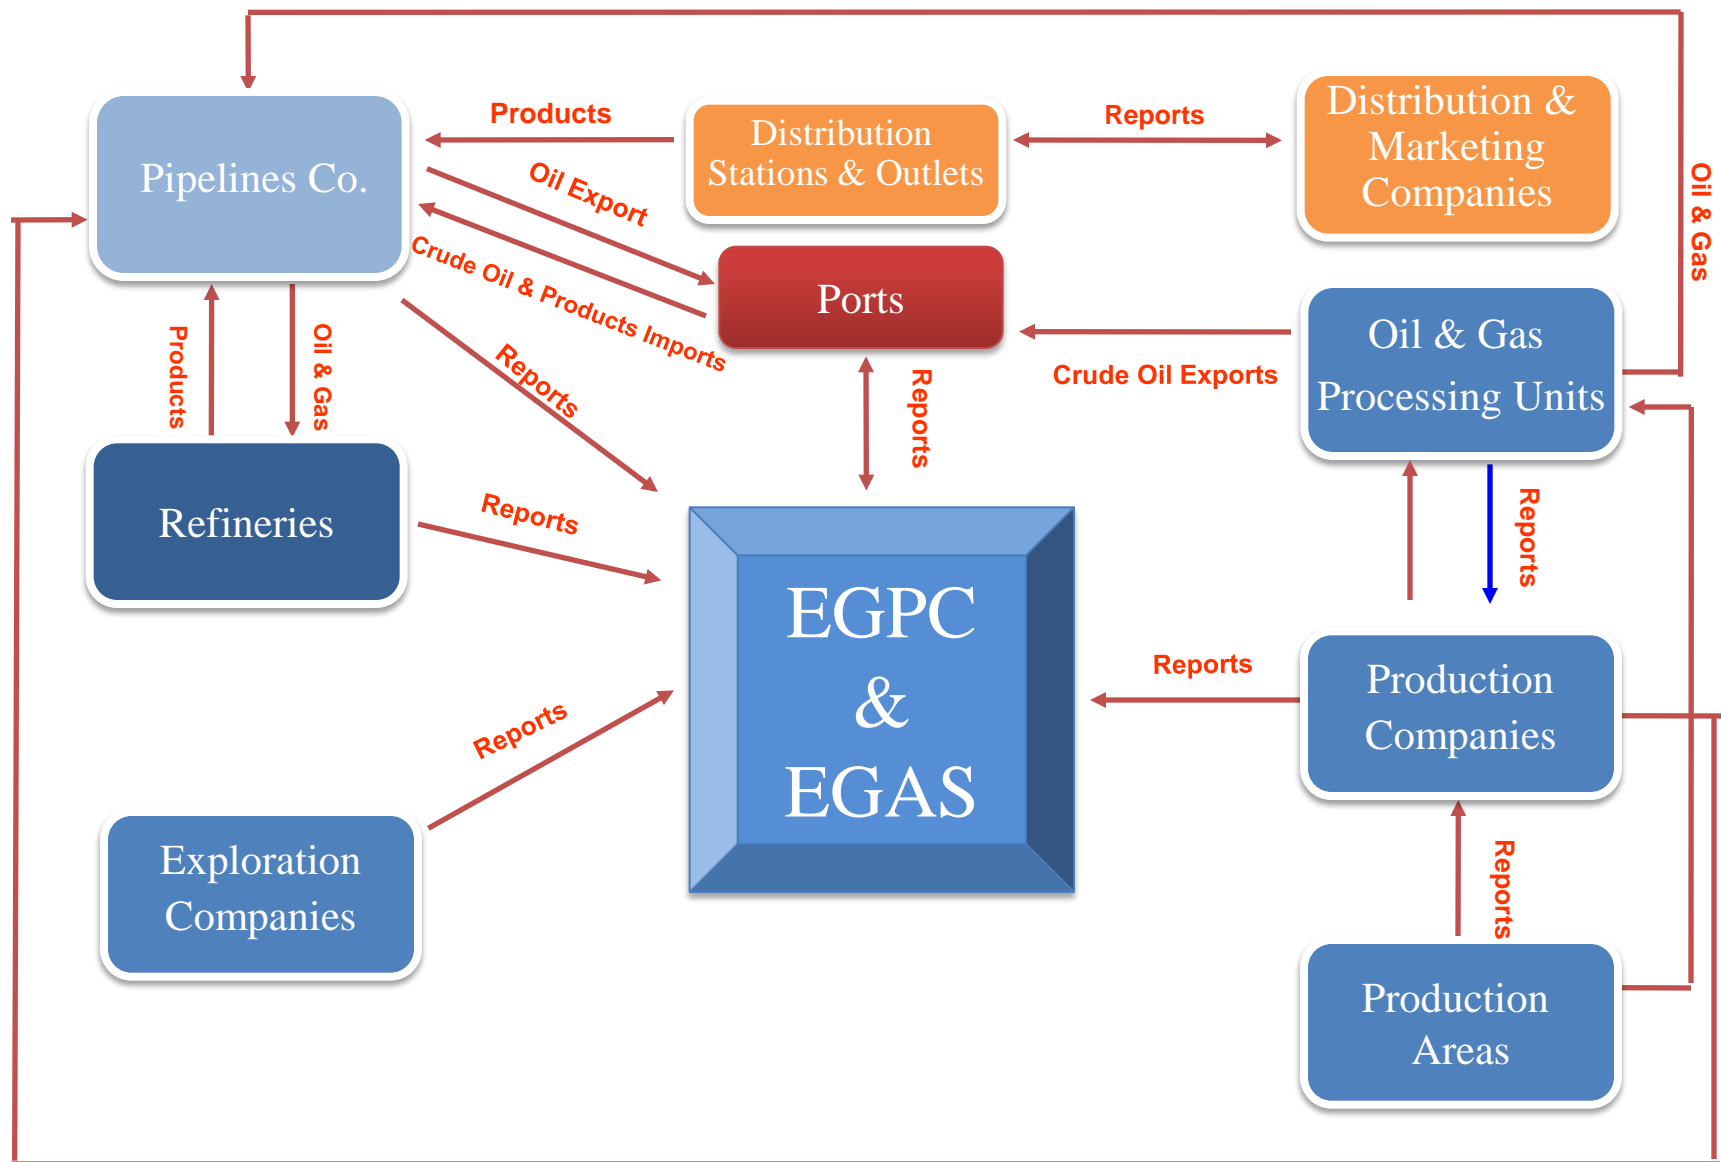 Products
Distribution
Stations & Outlets
Reports
Distribution &
Marketing
Companies
Pipelines Co.
Oil Export
Oil & Gas
Crude Oil & Products Imports
Ports
Crude Oil Exports
Oil & Gas
Processing Units
Products
Oil & Gas
Reports
Reports
Refineries
Reports
Reports
EGPC
&
EGAS
Reports
Production
Companies
Reports
Exploration
Companies
Reports
Production
Areas